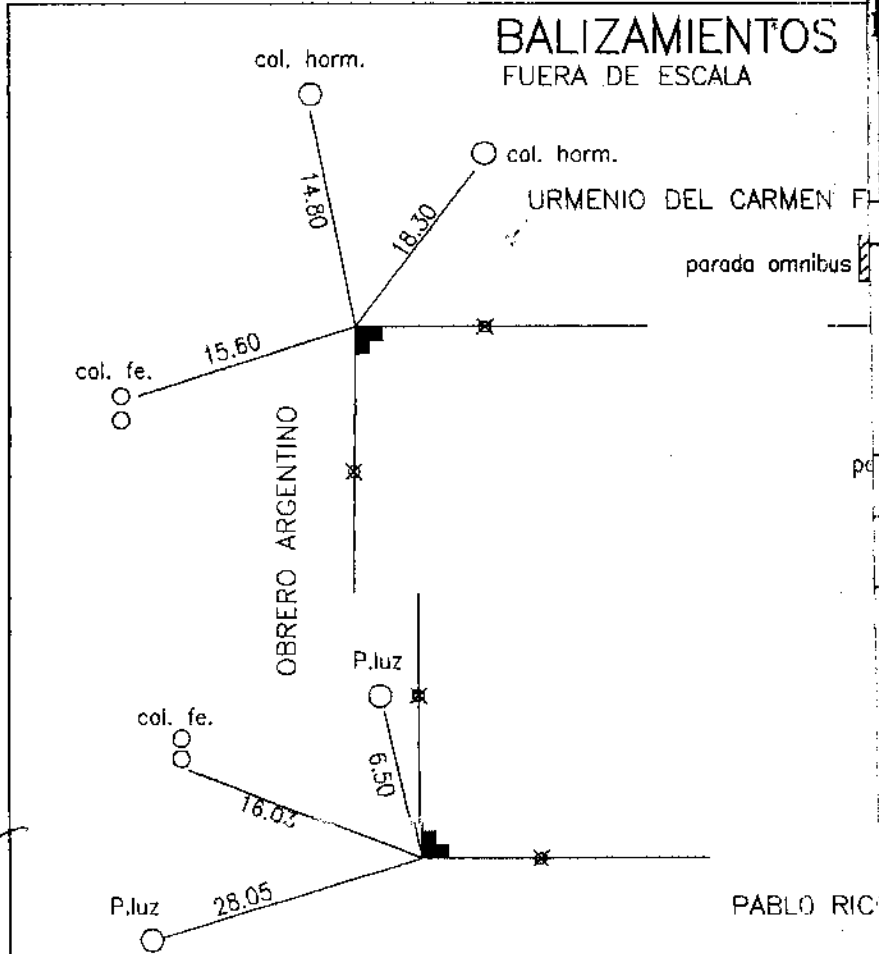 BALIZAMIENTOS
FUERA DE ESCALA
col. horm.
col. horm.
14.80
18.30
URMENIO DEL CARMEN
parada omnibus
15.60
col. fe.
OBRERO ARGENTINO
P.luz
col. fe.
6.50
28.05
P.luz
PABLO